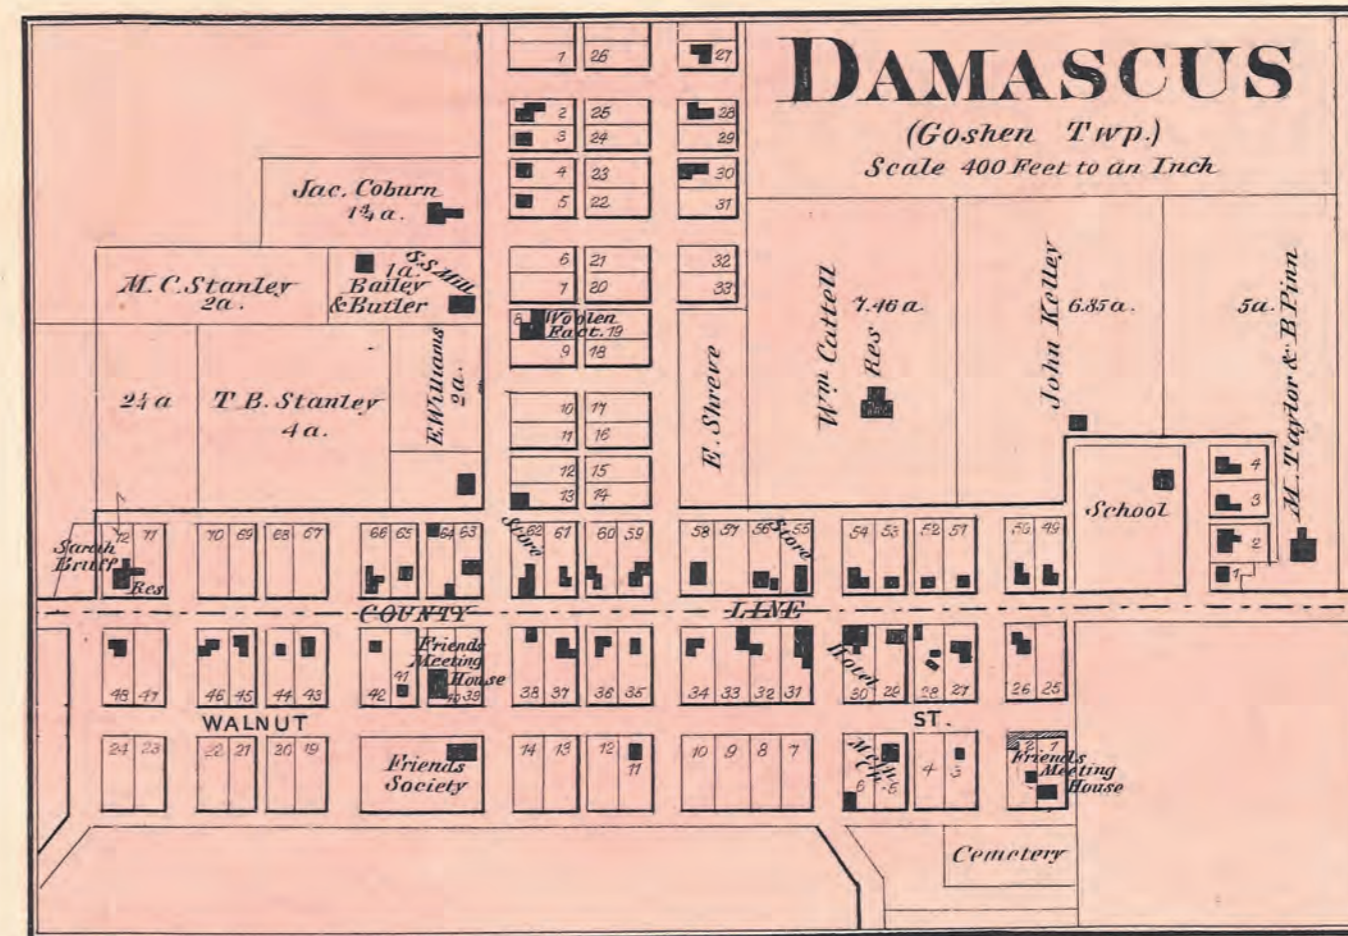 DAMASCUS
(Goshen Twp.)
Scale 400 Feet to an Inch
1 26 27
2 25 28
3 24 29
4 23 30
5 22 31
6 21 32
7 20 33
8 Woolen
Fact. 19
9 18
10 17
11 16
12 15
13 14
Jac. Coburn
1¾ a.
M. C. Stanley
2a.
1a.
Bailey
& Butler
S.S. Mill
2¼ a
T B. Stanley
4 a.
E. Williams
2a.
E. Shreve
Wm Cattell
7.46 a
Res
John Kelley
6.85 a.
5a.
M. Taylor & B Pinn
School
4
3
2
1
Sarah
Bruff
Res
72 71 70 69 68 67 66 65 64 63 62 61 60 59 58 57 56 55 54 53 52 51 50 49
Store
Store
COUNTY LINE
Friends
Meeting
House
Hotel
48 47 46 45 44 43 42 41 40 39 38 37 36 35 34 33 32 31 30 29 28 27 26 25
WALNUT ST.
24 23 22 21 20 19
Friends
Society
14 13 12 11 10 9 8 7
6 5 4 3 2 1
Friends
Meeting
House
Cemetery